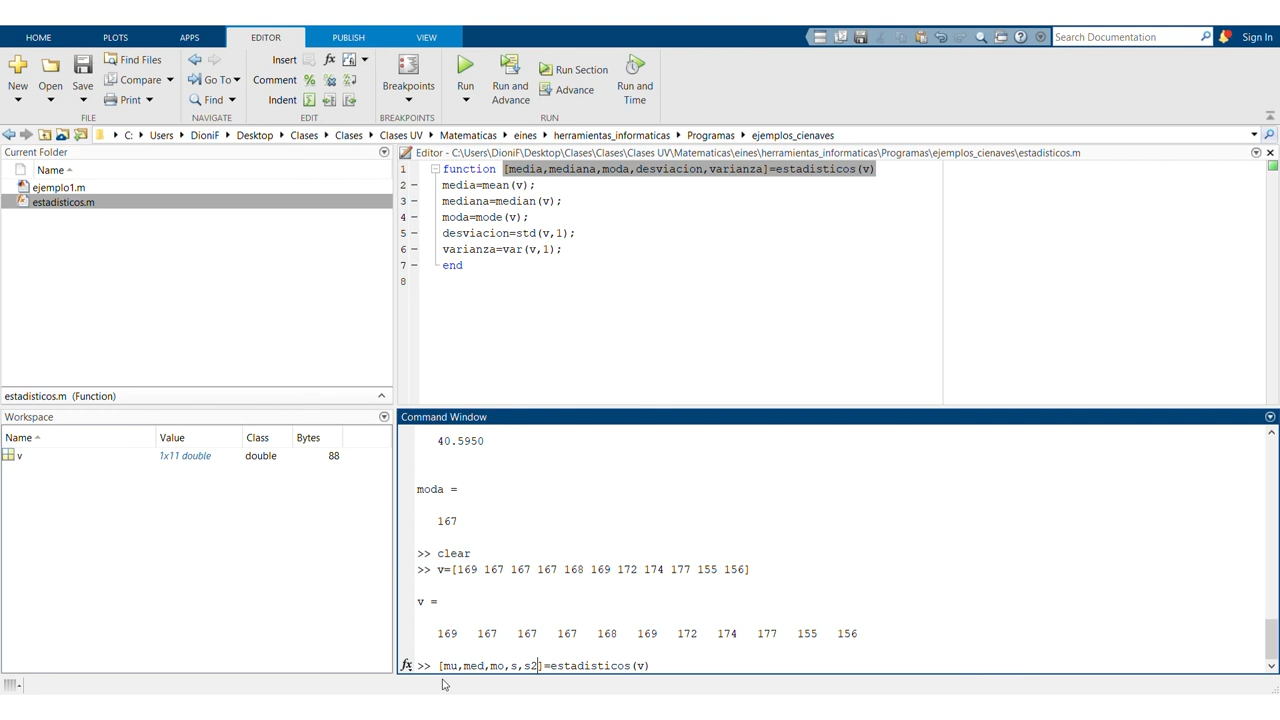 HOME PLOTS APPS EDITOR PUBLISH VIEW Search Documentation Sign In
New Open Save Find Files Compare Print
FILE
Go To Find
NAVIGATE
Insert fx
Comment %
Indent
EDIT
Breakpoints
BREAKPOINTS
Run Run and Advance Run Section Advance Run and Time
RUN
C: Users DioniF Desktop Clases Clases Clases UV Matematicas eines herramientas_informaticas Programas ejemplos_cienaves
Current Folder
Name
ejemplo1.m
estadisticos.m
estadisticos.m (Function)
Workspace
Name Value Class Bytes
v 1x11 double double 88
Editor - C:\Users\DioniF\Desktop\Clases\Clases\Clases UV\Matematicas\eines\herramientas_informaticas\Programas\ejemplos_cienaves\estadisticos.m
1 function [media,mediana,moda,desviacion,varianza]=estadisticos(v)
2 – media=mean(v);
3 – mediana=median(v);
4 – moda=mode(v);
5 – desviacion=std(v,1);
6 – varianza=var(v,1);
7 – end
8
Command Window
40.5950
moda =
167
>> clear
>> v=[169 167 167 167 168 169 172 174 177 155 156]
v =
169 167 167 167 168 169 172 174 177 155 156
fx >> [mu,med,mo,s,s2]=estadisticos(v)